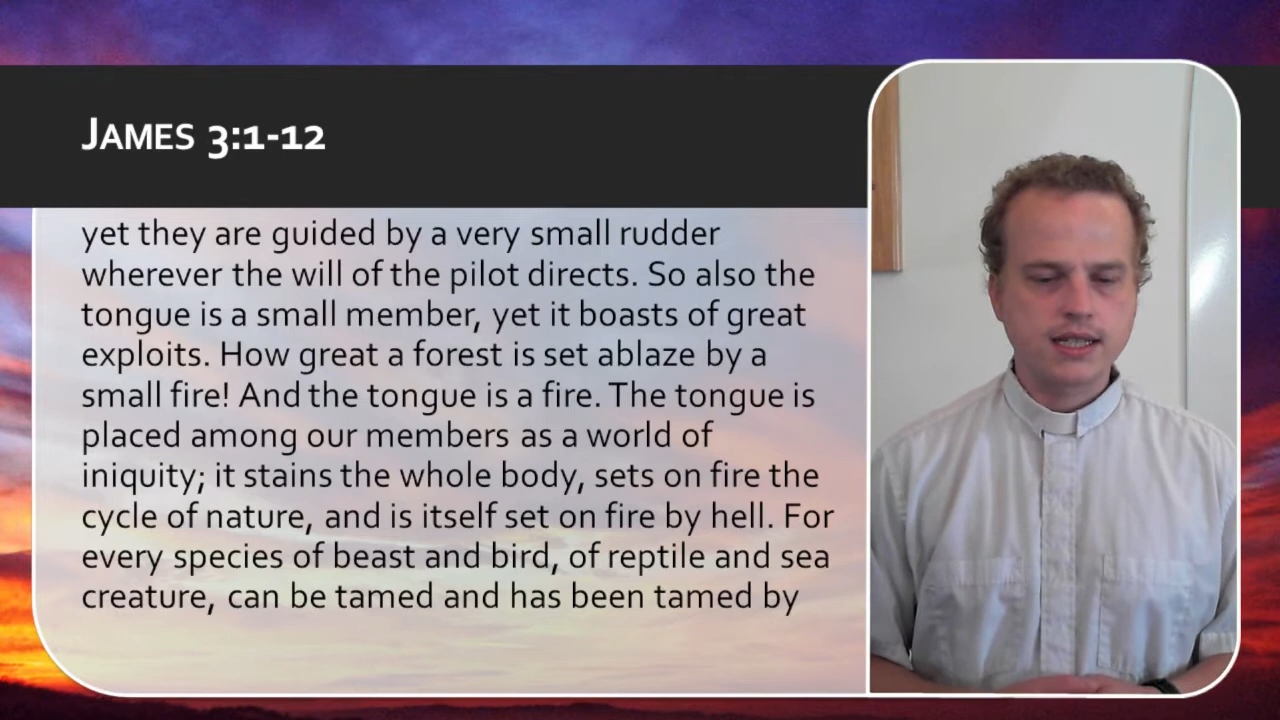 James 3:1-12
yet they are guided by a very small rudder
wherever the will of the pilot directs. So also the
tongue is a small member, yet it boasts of great
exploits. How great a forest is set ablaze by a
small fire! And the tongue is a fire. The tongue is
placed among our members as a world of
iniquity; it stains the whole body, sets on fire the
cycle of nature, and is itself set on fire by hell. For
every species of beast and bird, of reptile and sea
creature, can be tamed and has been tamed by